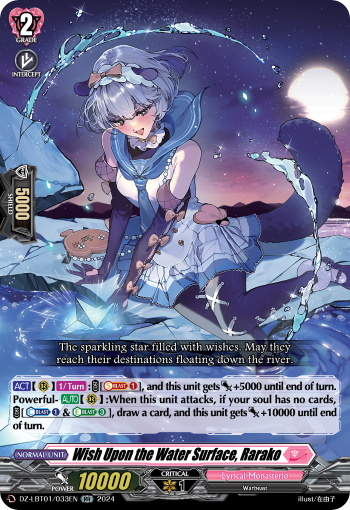 2
GRADE
INTERCEPT
5000
SHIELD
The sparkling star filled with wishes. May they
reach their destinations floating down the river.
ACT【R】1/Turn:[S-BLAST 1], and this unit gets +5000 until end of turn.
Powerful-AUTO【R】:When this unit attacks, if your soul has no cards,
[C-BLAST 1 & E-BLAST 3], draw a card, and this unit gets +10000 until end
of turn.
NORMAL UNIT
Wish Upon the Water Surface, Rarako
POWER 10000
CRITICAL
1
Lyrical Monasterio
Warbeast
DZ-LBT01/033EN RR 2024
illust/在由子